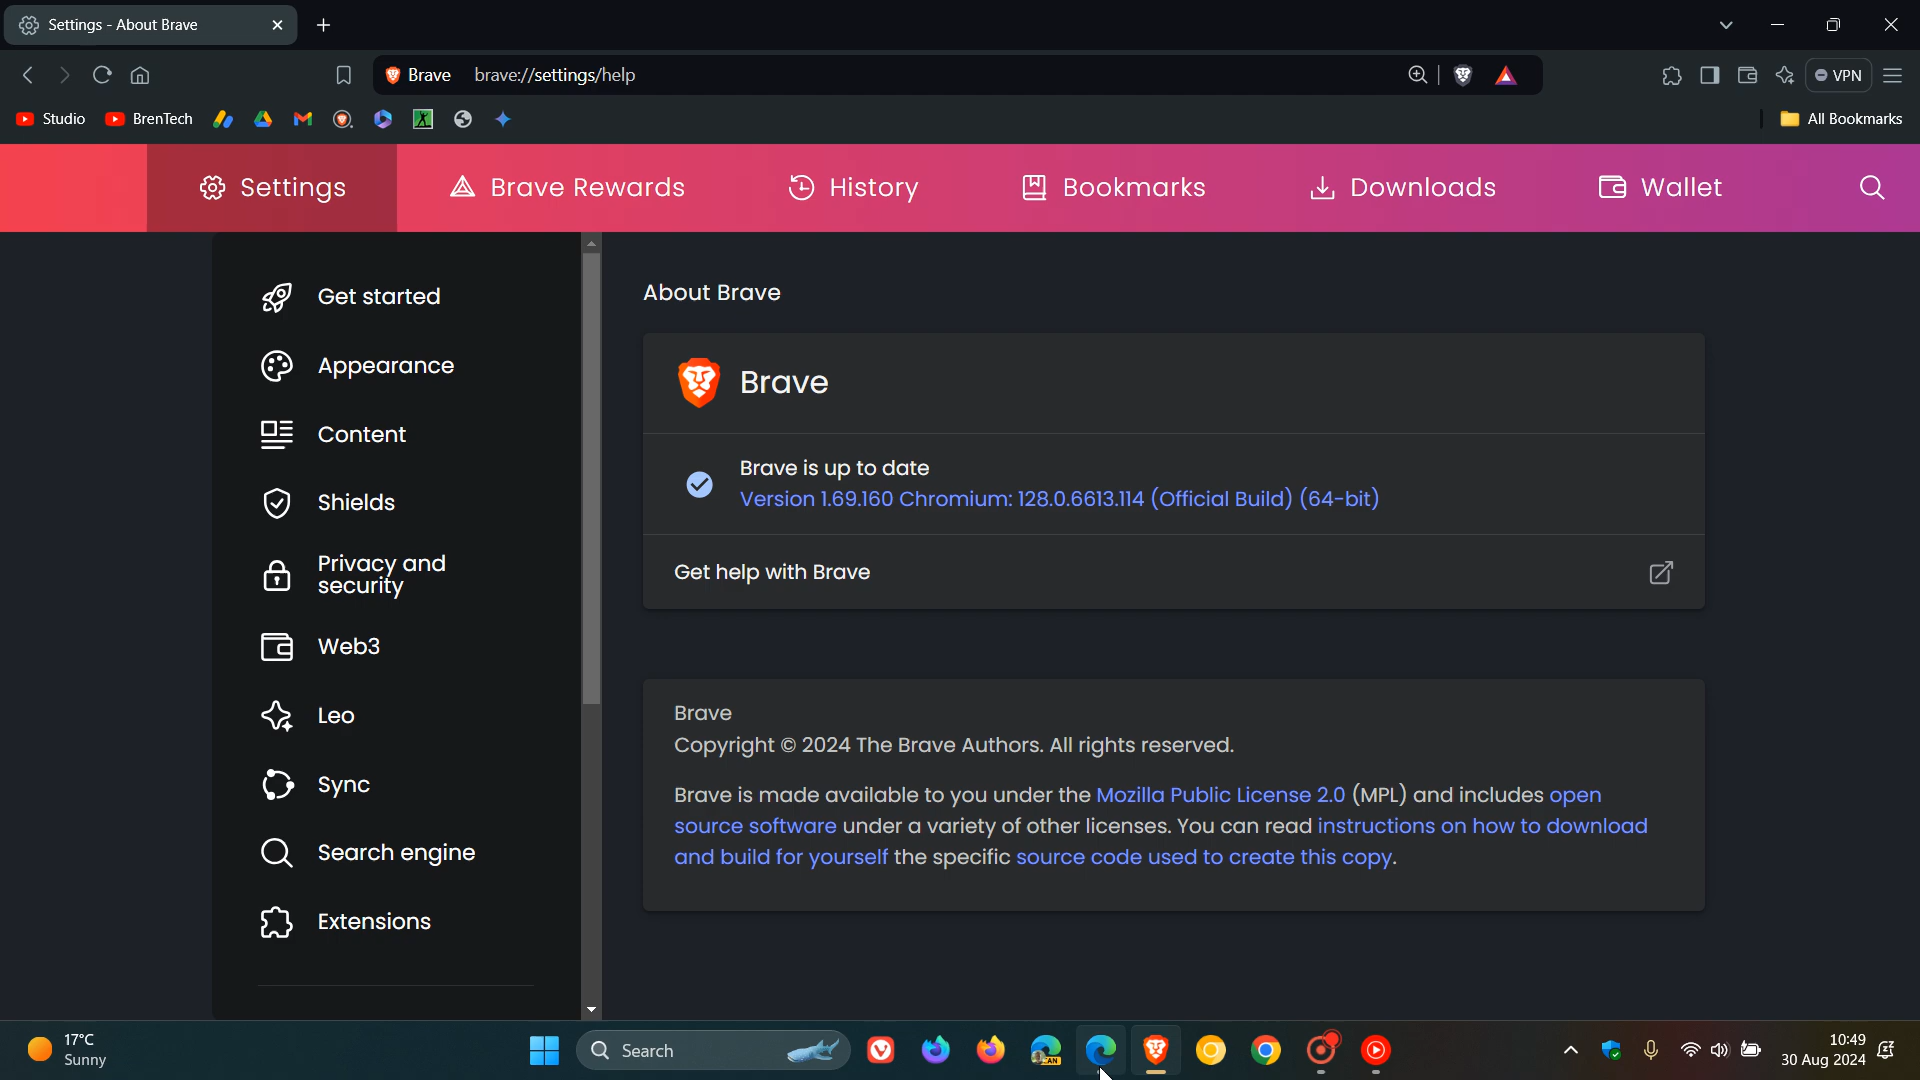 Settings - About Brave
Brave brave://settings/help
VPN
Studio BrenTech
All Bookmarks
Settings Brave Rewards History Bookmarks Downloads Wallet
Get started
Appearance
Content
Shields
Privacy and
security
Web3
Leo
Sync
Search engine
Extensions
About Brave
Brave
Brave is up to date
Version 1.69.160 Chromium: 128.0.6613.114 (Official Build) (64-bit)
Get help with Brave
Brave
Copyright © 2024 The Brave Authors. All rights reserved.
Brave is made available to you under the Mozilla Public License 2.0 (MPL) and includes open
source software under a variety of other licenses. You can read instructions on how to download
and build for yourself the specific source code used to create this copy.
17°C
Sunny
Search
CAN
10:49
30 Aug 2024